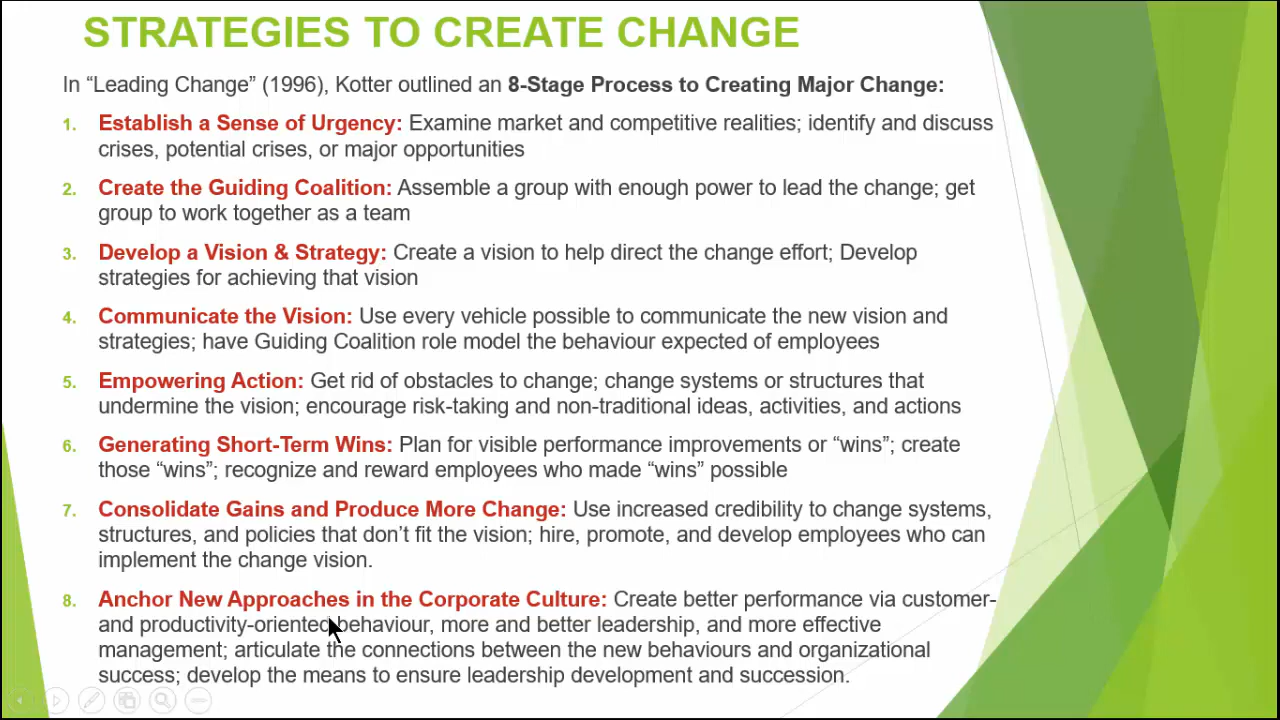 STRATEGIES TO CREATE CHANGE
In “Leading Change” (1996), Kotter outlined an 8-Stage Process to Creating Major Change:
1. Establish a Sense of Urgency: Examine market and competitive realities; identify and discuss
crises, potential crises, or major opportunities
2. Create the Guiding Coalition: Assemble a group with enough power to lead the change; get
group to work together as a team
3. Develop a Vision & Strategy: Create a vision to help direct the change effort; Develop
strategies for achieving that vision
4. Communicate the Vision: Use every vehicle possible to communicate the new vision and
strategies; have Guiding Coalition role model the behaviour expected of employees
5. Empowering Action: Get rid of obstacles to change; change systems or structures that
undermine the vision; encourage risk-taking and non-traditional ideas, activities, and actions
6. Generating Short-Term Wins: Plan for visible performance improvements or “wins”; create
those “wins”; recognize and reward employees who made “wins” possible
7. Consolidate Gains and Produce More Change: Use increased credibility to change systems,
structures, and policies that don’t fit the vision; hire, promote, and develop employees who can
implement the change vision.
8. Anchor New Approaches in the Corporate Culture: Create better performance via customer-
and productivity-oriented behaviour, more and better leadership, and more effective
management; articulate the connections between the new behaviours and organizational
success; develop the means to ensure leadership development and succession.